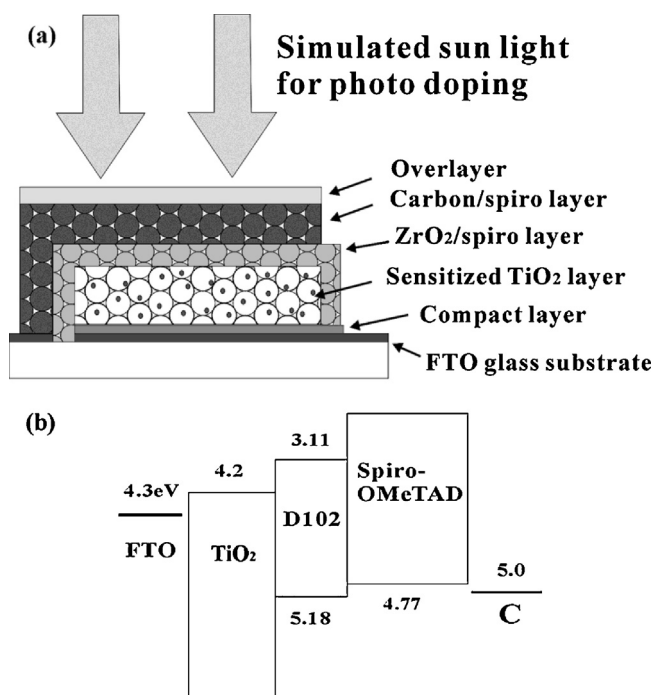 (a)
Simulated sun light
for photo doping
Overlayer
Carbon/spiro layer
ZrO₂/spiro layer
Sensitized TiO₂ layer
Compact layer
FTO glass substrate
(b)
3.11
4.2
Spiro-
OMeTAD
4.3eV
D102
FTO
TiO₂
5.0
5.18
4.77
C